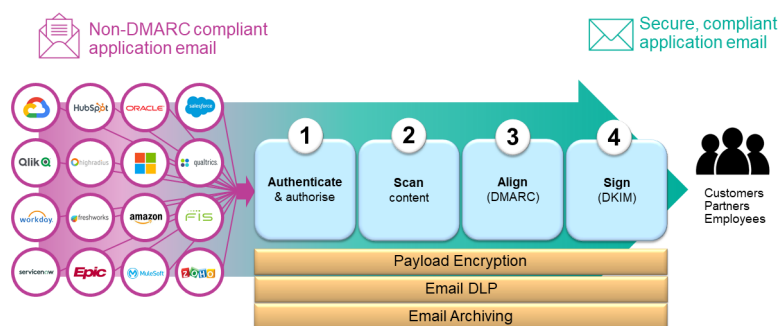 Non-DMARC compliant
application email
Secure, compliant
application email
HubSpot
ORACLE
salesforce
Qlik
highradius
qualtrics
workday
freshworks
amazon
FIS
servicenow
Epic
MuleSoft
ZOHO
1
Authenticate
& authorise
2
Scan
content
3
Align
(DMARC)
4
Sign
(DKIM)
Customers
Partners
Employees
Payload Encryption
Email DLP
Email Archiving